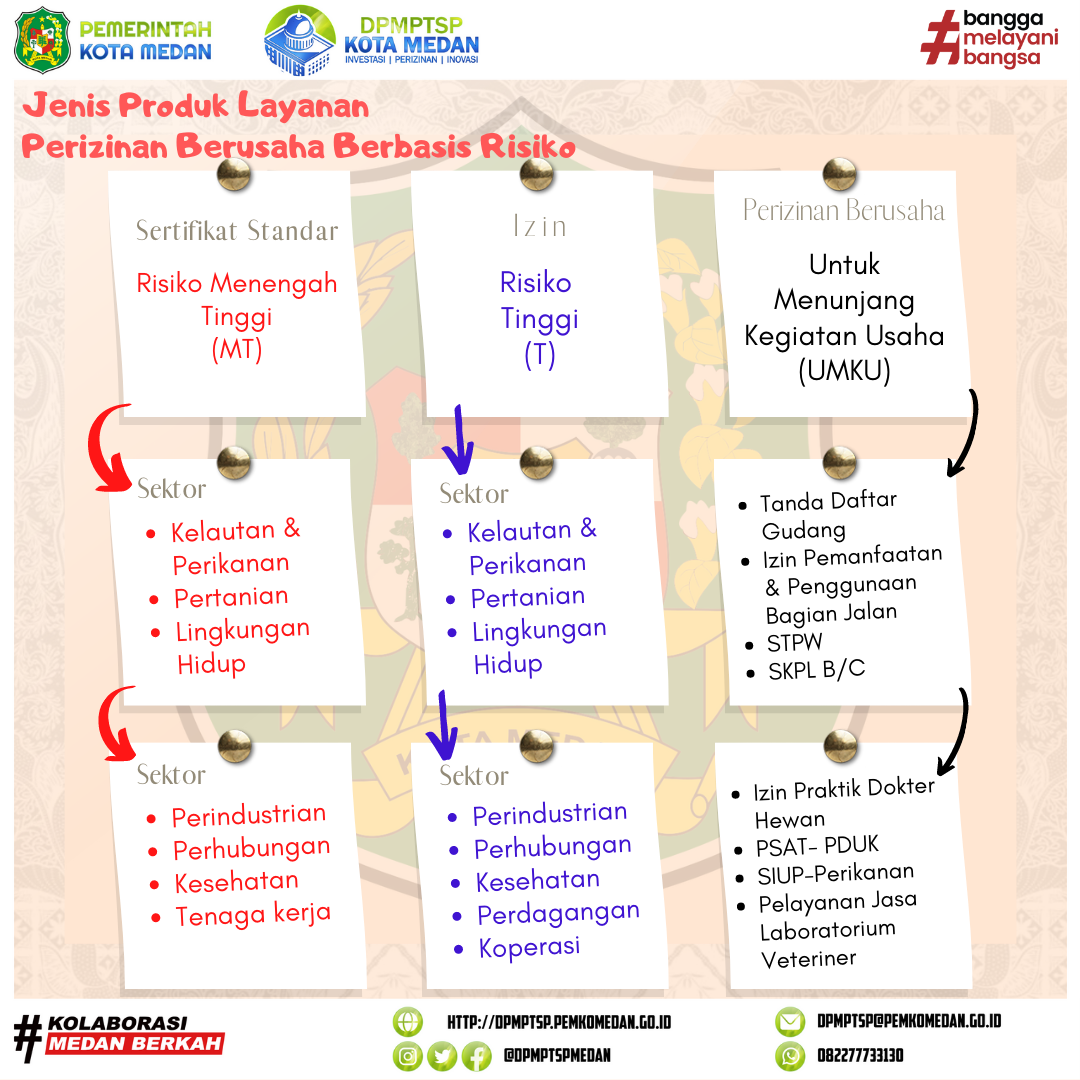 PEMERINTAH
KOTA MEDAN
DPMPTSP
KOTA MEDAN
INVESTASI | PERIZINAN | INOVASI
#bangga
melayani
bangsa
Jenis Produk Layanan
Perizinan Berusaha Berbasis Risiko
Sertifikat Standar
Risiko Menengah
Tinggi
(MT)
Izin
Risiko
Tinggi
(T)
Perizinan Berusaha
Untuk
Menunjang
Kegiatan Usaha
(UMKU)
Sektor
• Kelautan &
Perikanan
• Pertanian
• Lingkungan
Hidup
Sektor
• Kelautan &
Perikanan
• Pertanian
• Lingkungan
Hidup
• Tanda Daftar
Gudang
• Izin Pemanfaatan
& Penggunaan
Bagian Jalan
• STPW
• SKPL B/C
Sektor
• Perindustrian
• Perhubungan
• Kesehatan
• Tenaga kerja
Sektor
• Perindustrian
• Perhubungan
• Kesehatan
• Perdagangan
• Koperasi
• Izin Praktik Dokter
Hewan
• PSAT- PDUK
• SIUP-Perikanan
• Pelayanan Jasa
Laboratorium
Veteriner
#KOLABORASI
MEDAN BERKAH
HTTP://DPMPTSP.PEMKOMEDAN.GO.ID
@DPMPTSPMEDAN
DPMPTSP@PEMKOMEDAN.GO.ID
082277733130